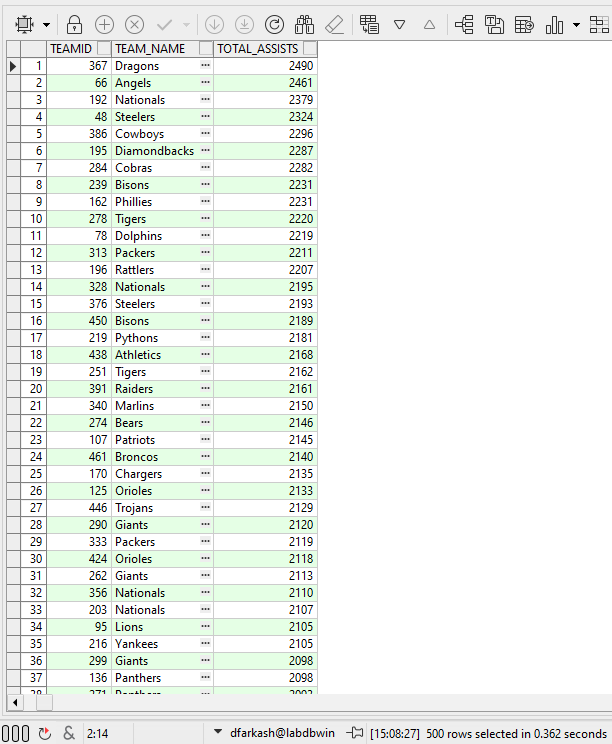 TEAMID TEAM_NAME TOTAL_ASSISTS
1 367 Dragons ... 2490
2 66 Angels ... 2461
3 192 Nationals ... 2379
4 48 Steelers ... 2324
5 386 Cowboys ... 2296
6 195 Diamondbacks ... 2287
7 284 Cobras ... 2282
8 239 Bisons ... 2231
9 162 Phillies ... 2231
10 278 Tigers ... 2220
11 78 Dolphins ... 2219
12 313 Packers ... 2211
13 196 Rattlers ... 2207
14 328 Nationals ... 2195
15 376 Steelers ... 2193
16 450 Bisons ... 2189
17 219 Pythons ... 2181
18 438 Athletics ... 2168
19 251 Tigers ... 2162
20 391 Raiders ... 2161
21 340 Marlins ... 2150
22 274 Bears ... 2146
23 107 Patriots ... 2145
24 461 Broncos ... 2140
25 170 Chargers ... 2135
26 125 Orioles ... 2133
27 446 Trojans ... 2129
28 290 Giants ... 2120
29 333 Packers ... 2119
30 424 Orioles ... 2118
31 262 Giants ... 2113
32 356 Nationals ... 2110
33 203 Nationals ... 2107
34 95 Lions ... 2105
35 216 Yankees ... 2105
36 299 Giants ... 2098
37 136 Panthers ... 2098
& 2:14 dfarkash@labdbwin [15:08:27] 500 rows selected in 0.362 seconds